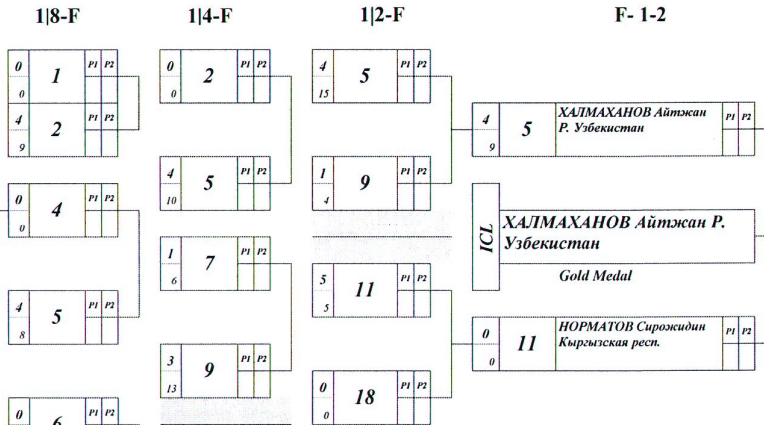 1|8-F 1|4-F 1|2-F F- 1-2
0 1 P1 P2
0
4 2 P1 P2
9
0 4 P1 P2
0
4 5 P1 P2
8
0 6 P1 P2
0 2 P1 P2
0
4 5 P1 P2
10
1 7 P1 P2
6
3 9 P1 P2
13
4 5 P1 P2
15
1 9 P1 P2
4
5 11 P1 P2
5
0 18 P1 P2
0
4 5 ХАЛМАХАНОВ Айтжан P1 P2
9 Р. Узбекистан
ICL ХАЛМАХАНОВ Айтжан Р.
Узбекистан
Gold Medal
0 11 НОРМАТОВ Сирожидин P1 P2
0 Кыргызская респ.